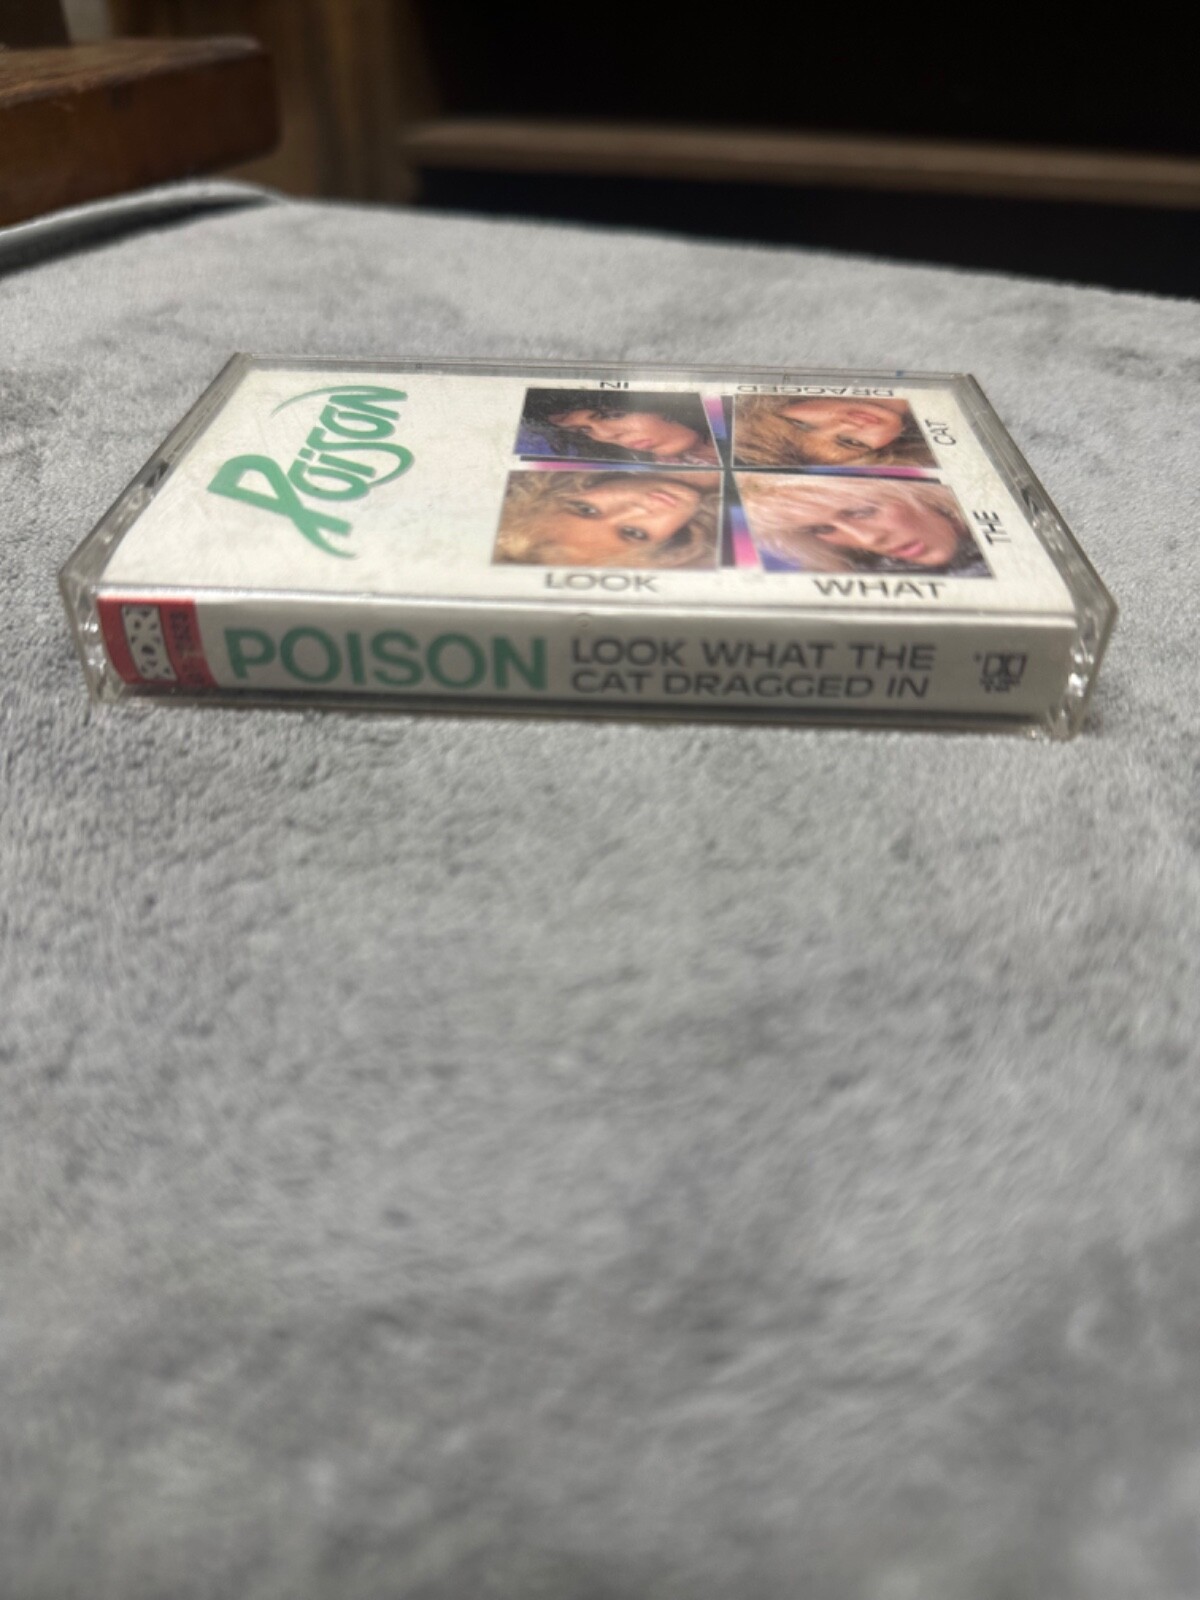 Poison
IN
DRAGGED
CAT
THE
LOOK
WHAT
POISON
LOOK WHAT THE
CAT DRAGGED IN